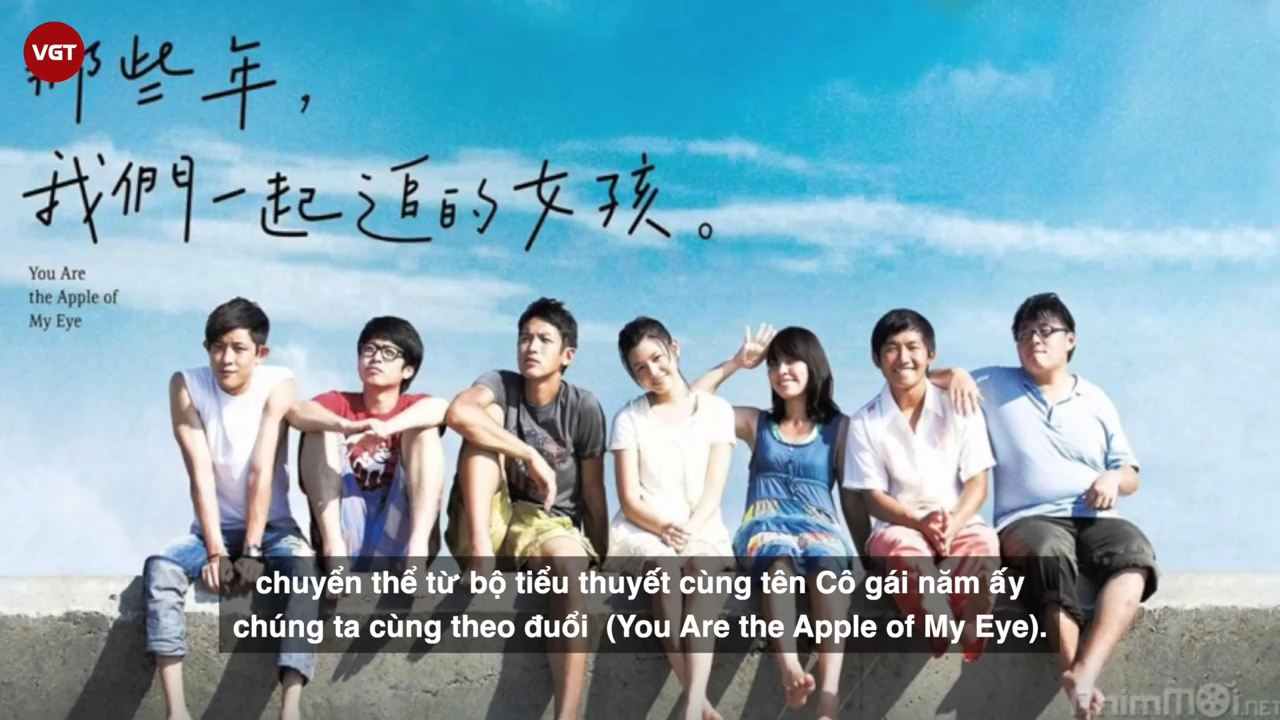 VGT
那些年，
我們一起追的女孩。
You Are
the Apple of
My Eye
chuyển thể từ bộ tiểu thuyết cùng tên Cô gái năm ấy
chúng ta cùng theo đuổi (You Are the Apple of My Eye).
PhimMoi.NET